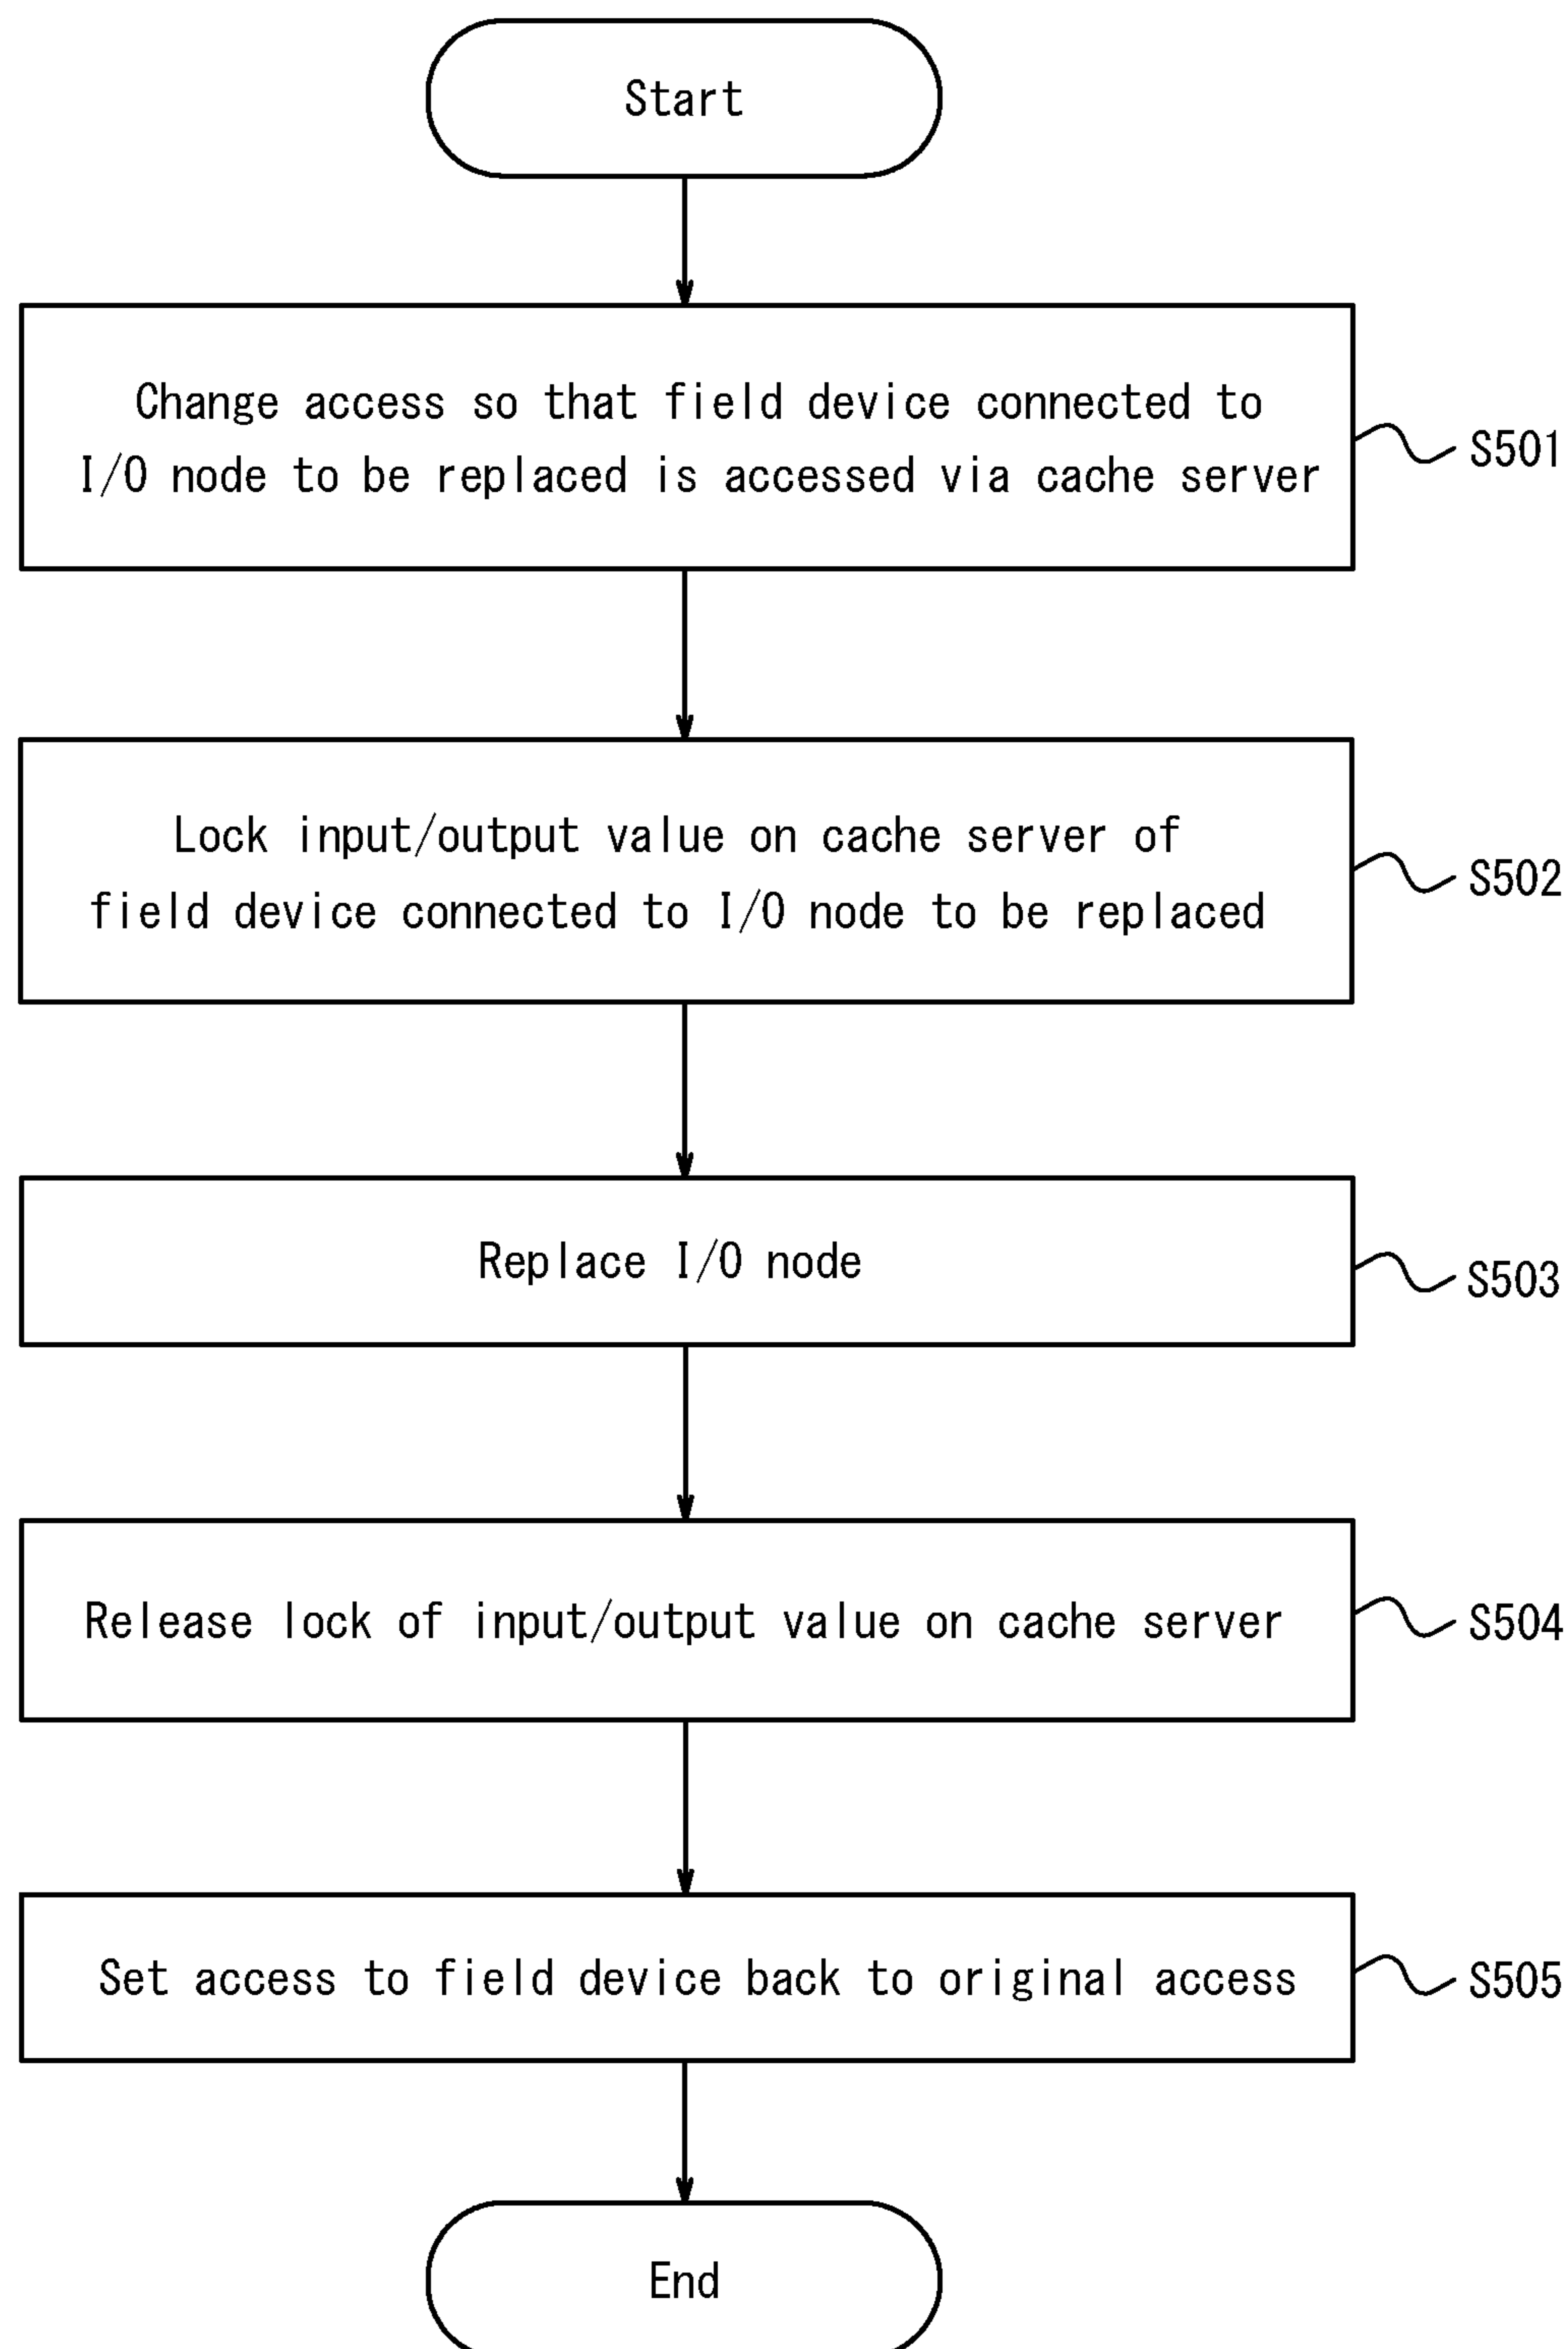 Start
Change access so that field device connected to
I/O node to be replaced is accessed via cache server
S501
Lock input/output value on cache server of
field device connected to I/O node to be replaced
S502
Replace I/O node
S503
Release lock of input/output value on cache server
S504
Set access to field device back to original access
S505
End